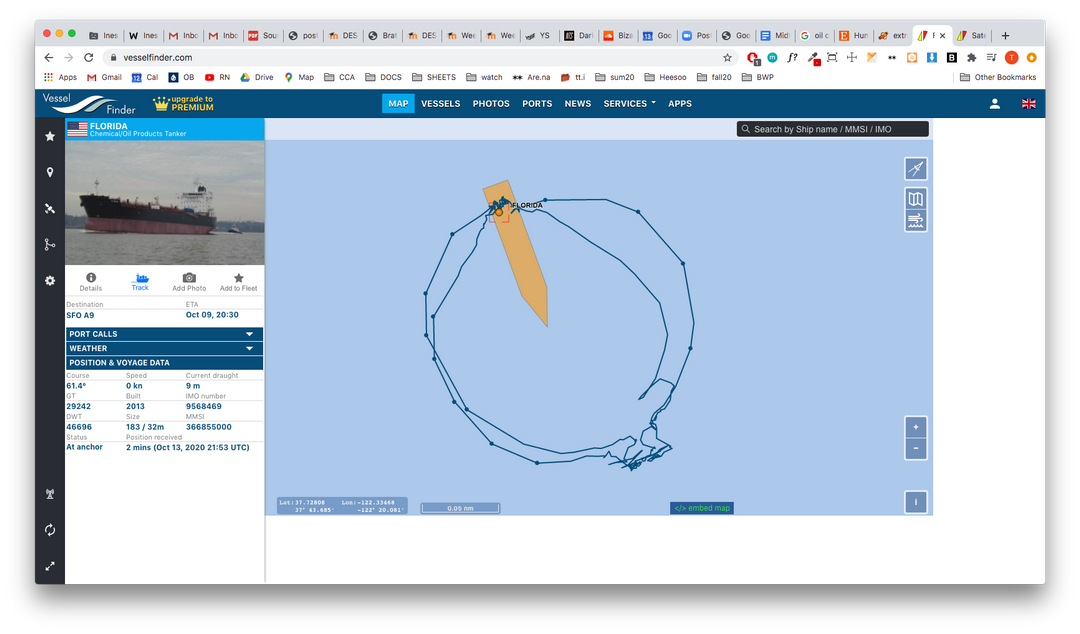 Ines
Ines
Inbo
Inbo
Sou
post
DES
Brat
DES
Wee
Wee
YS
Dar
Biza
Goo
Pos
Goo
Mid
oil c
Hun
extr
F
Sate
vesselfinder.com
Apps
Gmail
Cal
OB
RN
Drive
Map
CCA
DOCS
SHEETS
watch
Are.na
tt.i
sum20
Heesoo
fall20
BWP
Other Bookmarks
Vessel
Finder
upgrade to
PREMIUM
MAP VESSELS PHOTOS PORTS NEWS SERVICES APPS
FLORIDA
Chemical/Oil Products Tanker
Search by Ship name / MMSI / IMO
FLORIDA
Details Track Add Photo Add to Fleet
Destination ETA
SFO A9 Oct 09, 20:30
PORT CALLS
WEATHER
POSITION & VOYAGE DATA
Course Speed Current draught
61.4° 0 kn 9 m
GT Built IMO number
29242 2013 9568469
DWT Size MMSI
46696 183 / 32m 366855000
Status Position received
At anchor 2 mins (Oct 13, 2020 21:53 UTC)
+
−
i
Lat:37.72808 Lon:-122.33468
37° 43.685' -122° 20.081'
0.05 nm
</> embed map